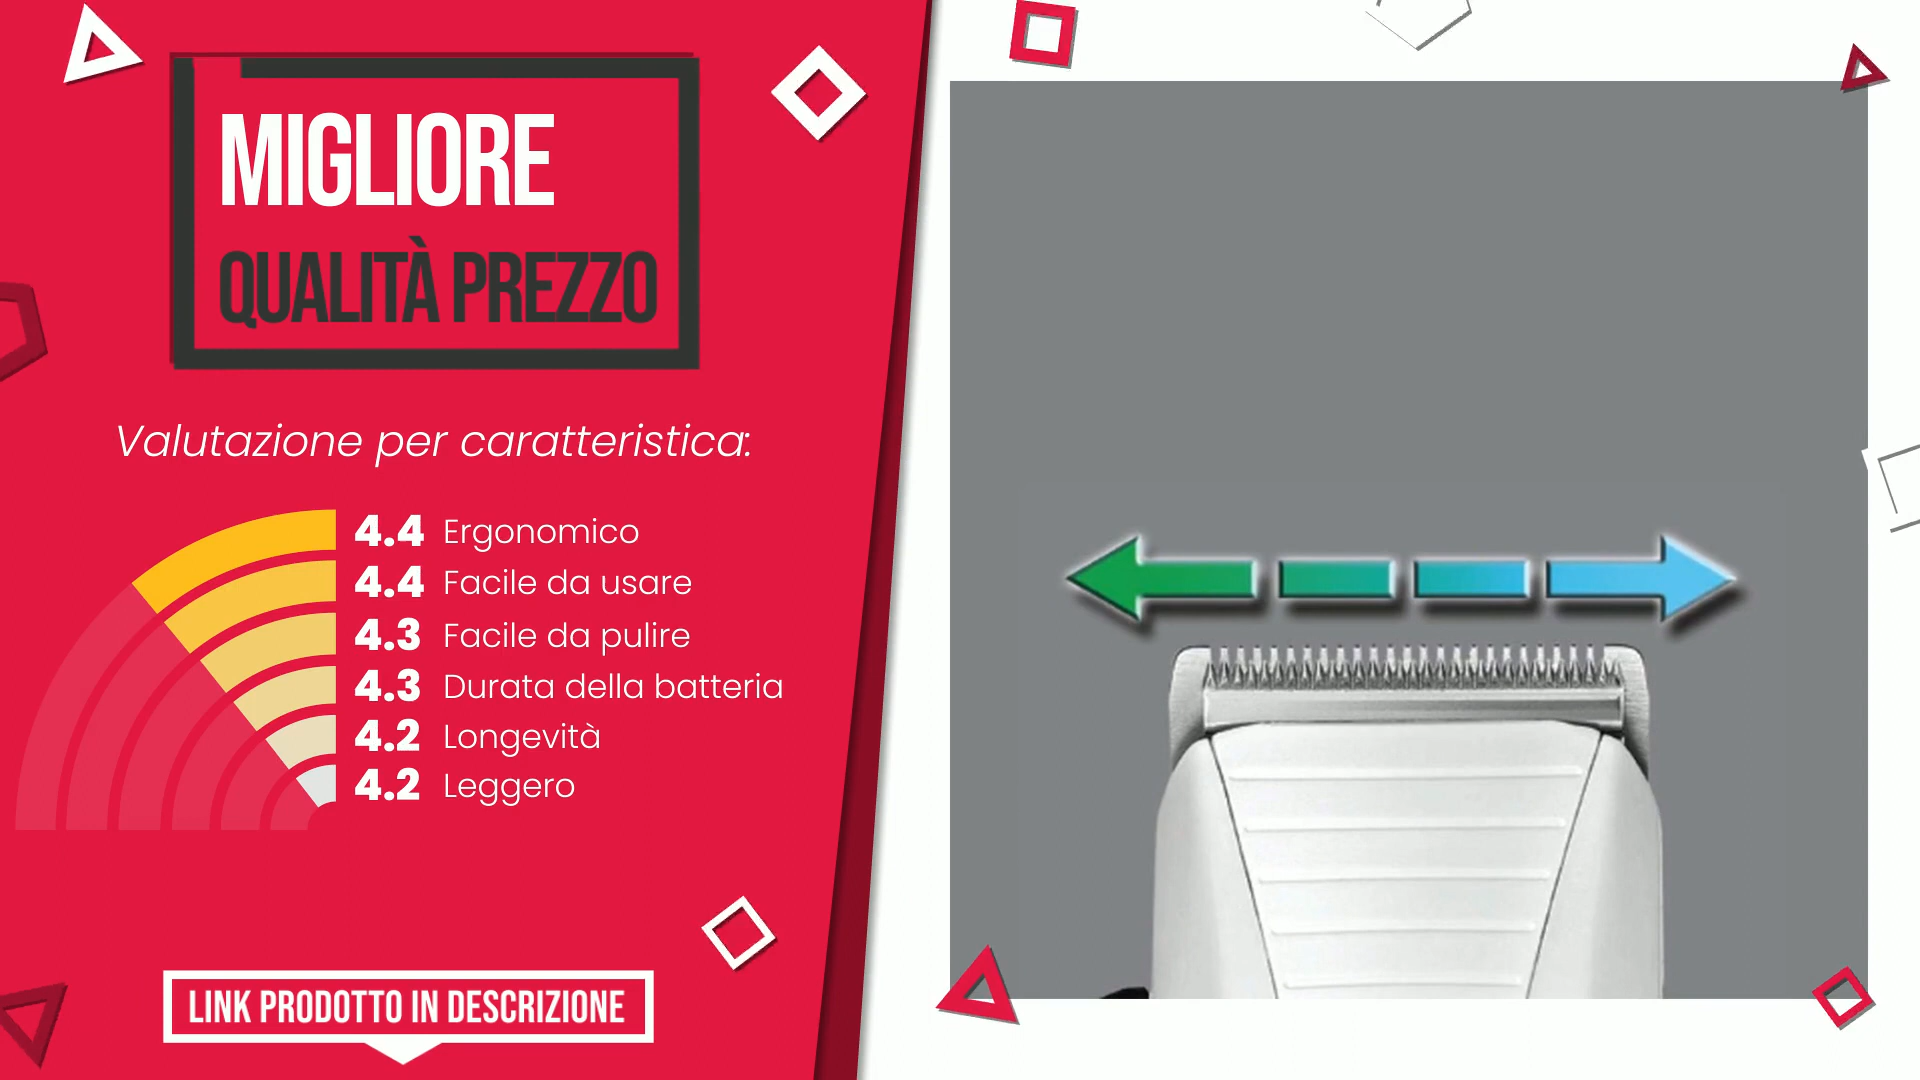 MIGLIORE
QUALITÀ PREZZO
Valutazione per caratteristica:
4.4 Ergonomico
4.4 Facile da usare
4.3 Facile da pulire
4.3 Durata della batteria
4.2 Longevità
4.2 Leggero
LINK PRODOTTO IN DESCRIZIONE